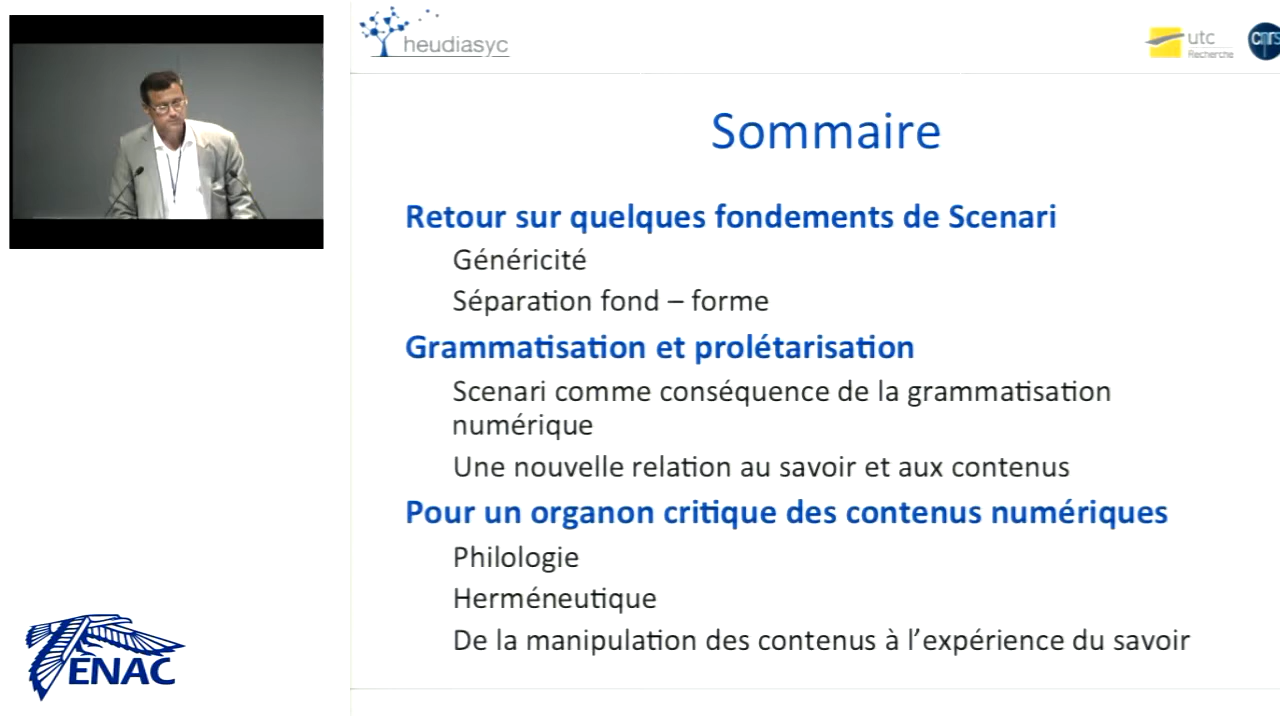 heudiasyc
utc
Recherche
cnrs
Sommaire
Retour sur quelques fondements de Scenari
Généricité
Séparation fond – forme
Grammatisation et prolétarisation
Scenari comme conséquence de la grammatisation
numérique
Une nouvelle relation au savoir et aux contenus
Pour un organon critique des contenus numériques
Philologie
Herméneutique
De la manipulation des contenus à l’expérience du savoir
ENAC